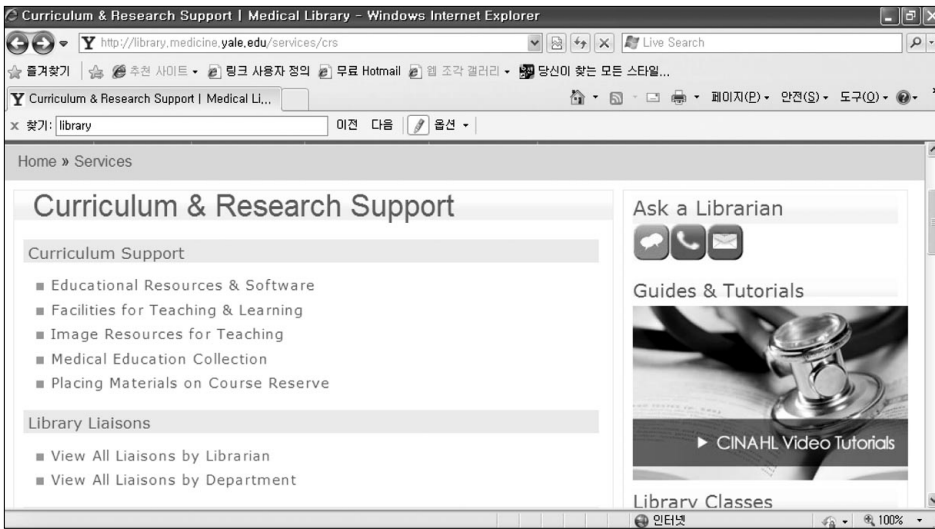 Curriculum & Research Support | Medical Library - Windows Internet Explorer
http://library.medicine.yale.edu/services/crs
Live Search
즐겨찾기 추천 사이트 링크 사용자 정의 무료 Hotmail 웹 조각 갤러리 당신이 찾는 모든 스타일...
Curriculum & Research Support | Medical Li...
페이지(P) 안전(S) 도구(O)
x 찾기: library 이전 다음 옵션
Home » Services
Curriculum & Research Support
Curriculum Support
Educational Resources & Software
Facilities for Teaching & Learning
Image Resources for Teaching
Medical Education Collection
Placing Materials on Course Reserve
Library Liaisons
View All Liaisons by Librarian
View All Liaisons by Department
Ask a Librarian
Guides & Tutorials
CINAHL Video Tutorials
Library Classes
인터넷
100%